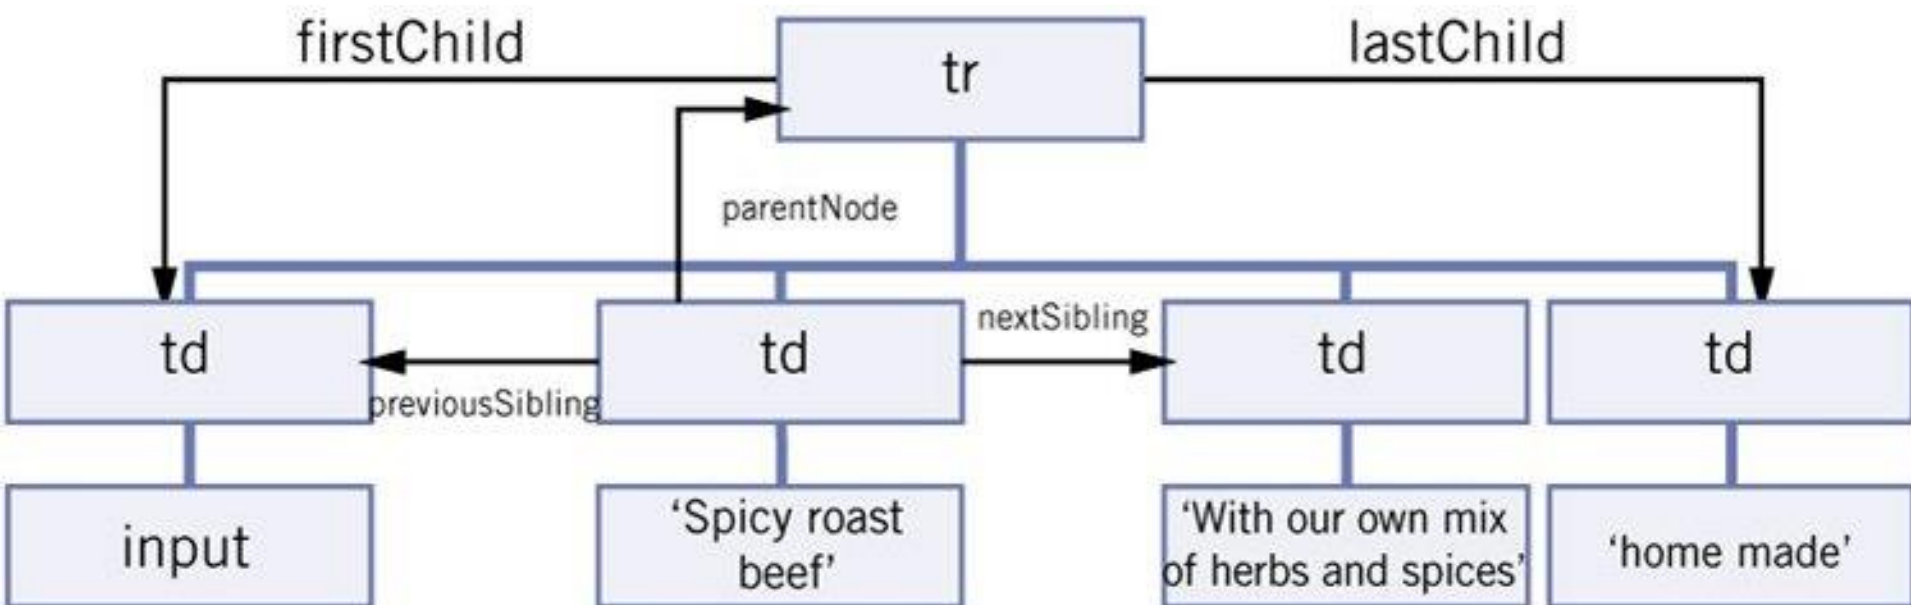 firstChild
tr
lastChild
parentNode
td
previousSibling
td
nextSibling
td
td
input
‘Spicy roast
beef’
‘With our own mix
of herbs and spices’
‘home made’